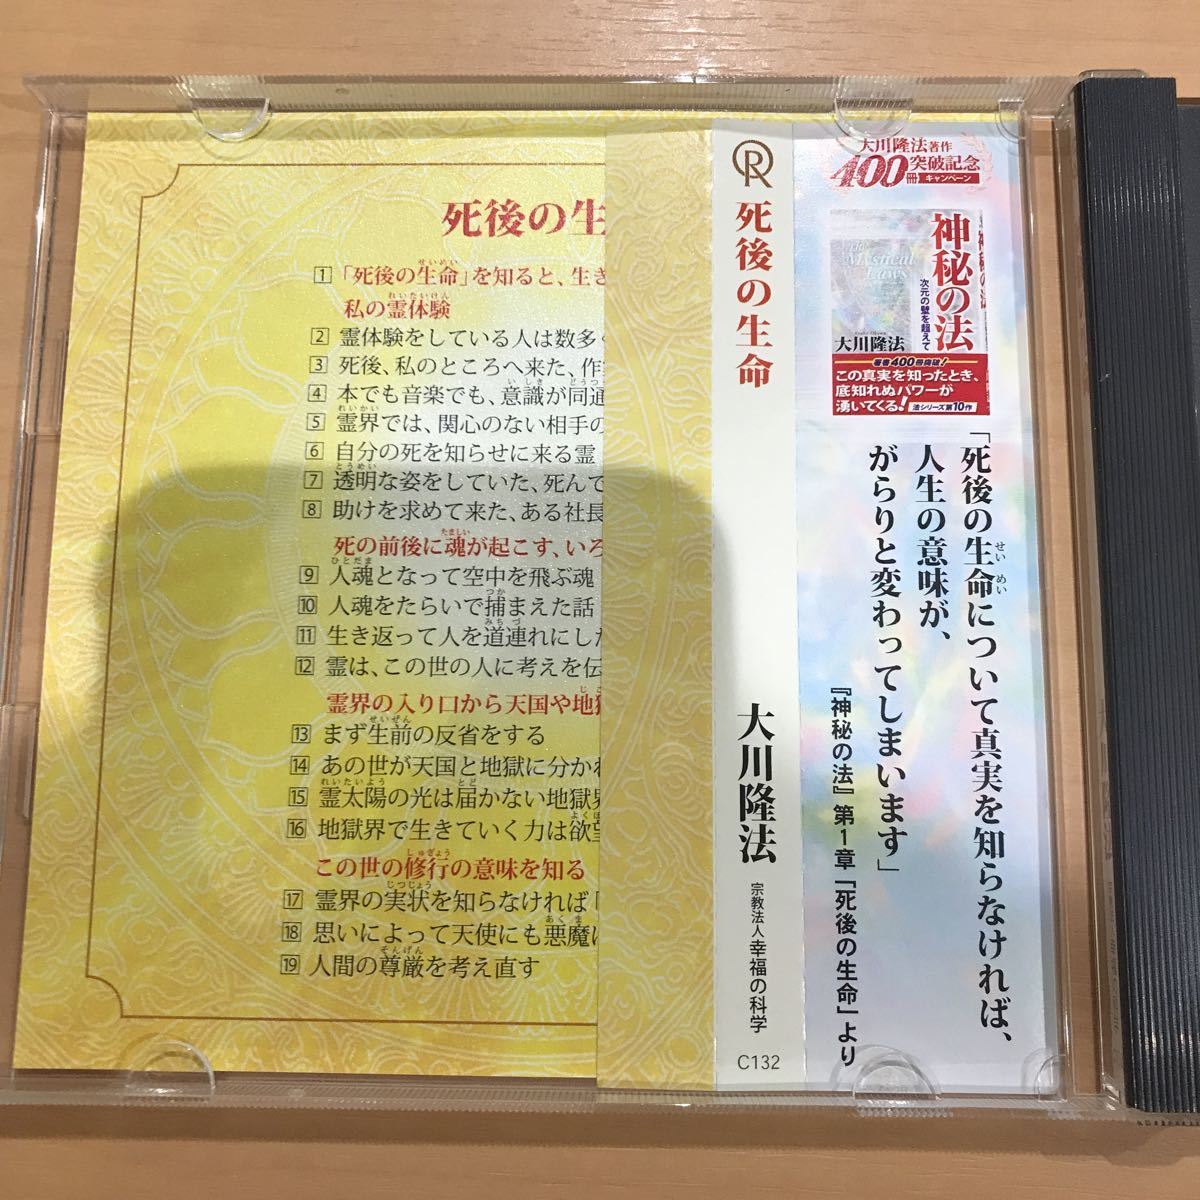 死後の生
1 「死後の生命」を知ると、生き
私の霊体験
2 霊体験をしている人は数多く
3 死後、私のところへ来た、作
4 本でも音楽でも、意識が同通
5 霊界では、関心のない相手の
6 自分の死を知らせに来る霊
7 透明な姿をしていた、死んで
8 助けを求めて来た、ある社長
死の前後に魂が起こす、いろ
9 人魂となって空中を飛ぶ魂
10 人魂をたらいで捕まえた話
11 生き返って人を道連れにした
12 霊は、この世の人に考えを伝
霊界の入り口から天国や地獄
13 まず生前の反省をする
14 あの世が天国と地獄に分かれ
15 霊太陽の光は届かない地獄界
16 地獄界で生きていく力は欲望
この世の修行の意味を知る
17 霊界の実状を知らなければ「
18 思いによって天使にも悪魔に
19 人間の尊厳を考え直す
R
死後の生命
大川隆法
宗教法人幸福の科学
C132
大川隆法著作
400冊突破記念
キャンペーン
The Mystical Laws
神秘の法
次元の壁を超えて
大川隆法
神秘の法
著書400冊突破!
この真実を知ったとき、
底知れぬパワーが
湧いてくる!
法シリーズ第10作
「死後の生命について真実を知らなければ、
人生の意味が、
がらりと変わってしまいます」
『神秘の法』第1章「死後の生命」より